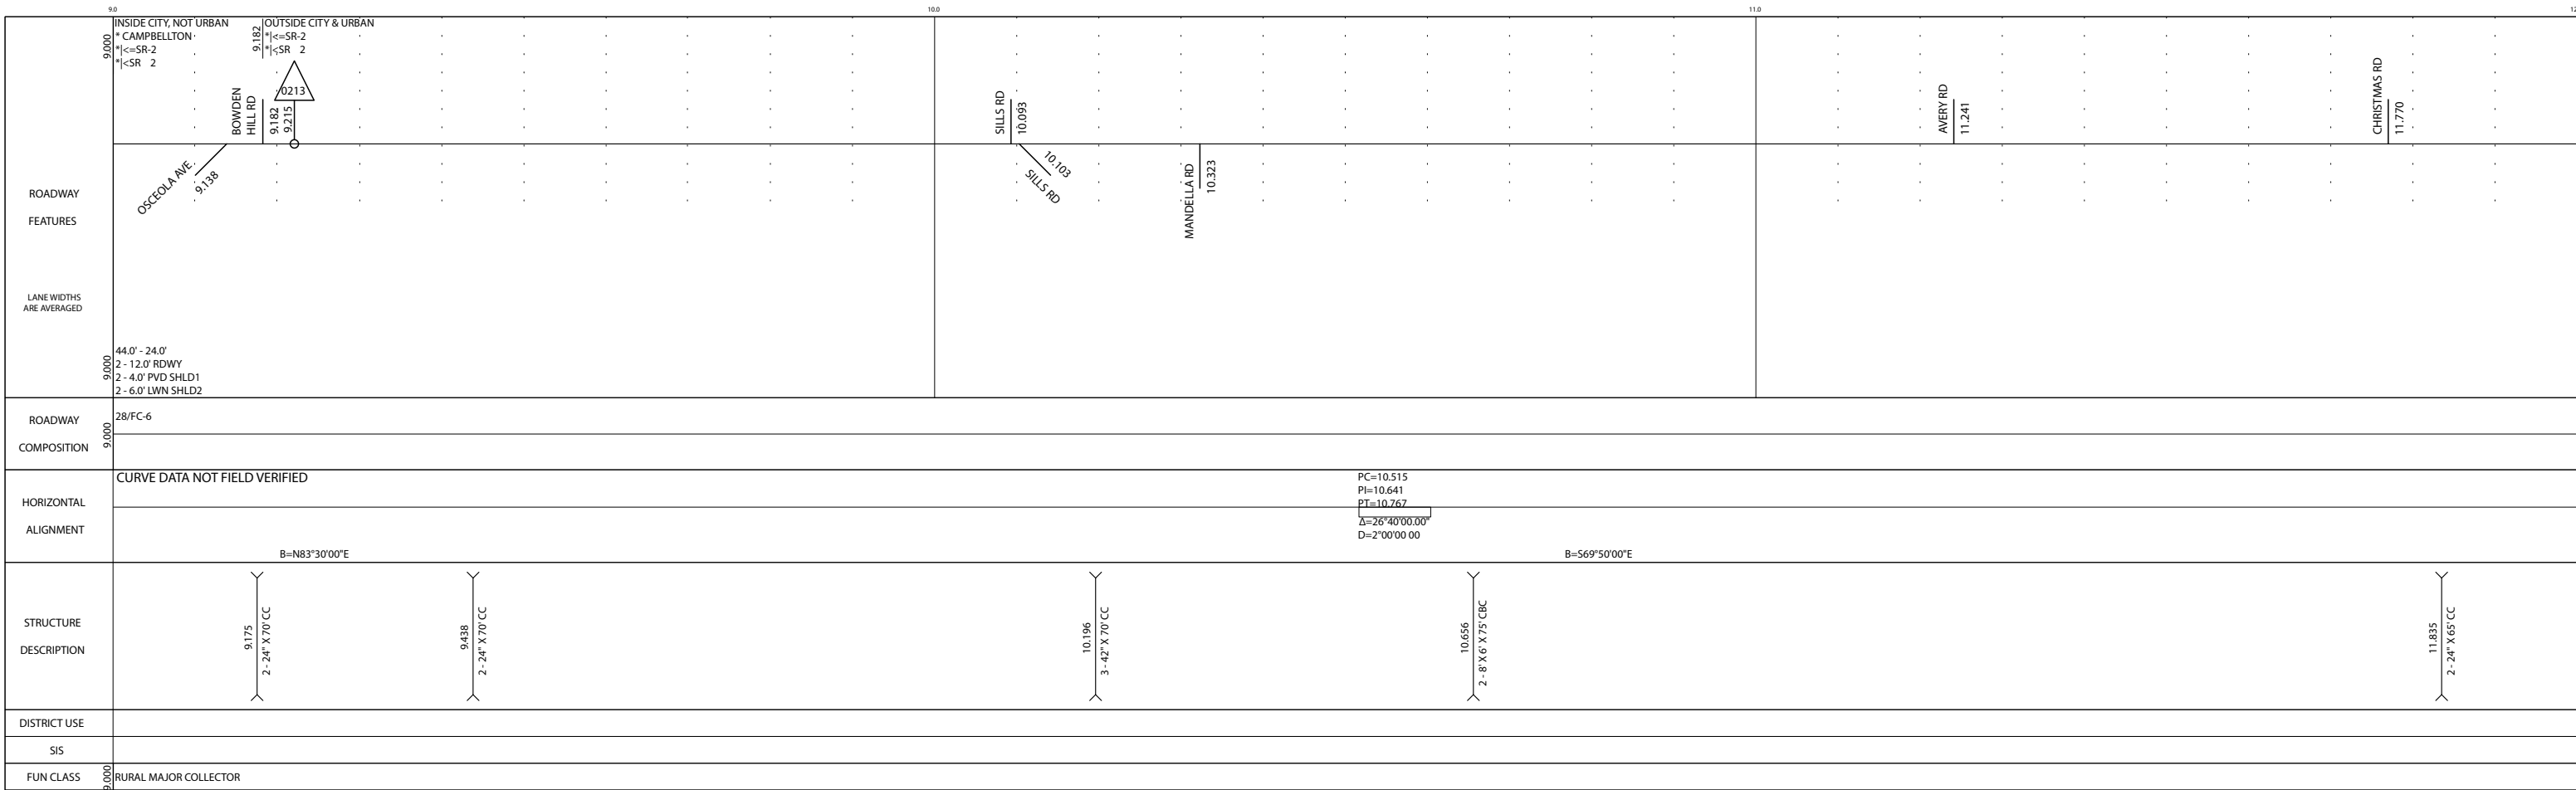 9.0
10.0
11.0
12
9.000
INSIDE CITY, NOT URBAN
* CAMPBELLTON
*|<=SR-2
*|<SR 2
9.182
OUTSIDE CITY & URBAN
*|<=SR-2
*|<SR 2
0213
BOWDEN
HILL RD
9.182
9.215
SILLS RD
10.093
AVERY RD
11.241
CHRISTMAS RD
11.770
OSCEOLA AVE
9.138
10.103
SILLS RD
MANDELLA RD
10.323
ROADWAY
FEATURES
LANE WIDTHS
ARE AVERAGED
9.000
44.0' - 24.0'
2 - 12.0' RDWY
2 - 4.0' PVD SHLD1
2 - 6.0' LWN SHLD2
ROADWAY
COMPOSITION
9.000
28/FC-6
HORIZONTAL
ALIGNMENT
CURVE DATA NOT FIELD VERIFIED
PC=10.515
PI=10.641
PT=10.767
Δ=26°40'00.00"
D=2°00'00 00
B=N83°30'00"E
B=S69°50'00"E
STRUCTURE
DESCRIPTION
9.175
2 - 24" X 70' CC
9.438
2 - 24" X 70' CC
10.196
3 - 42" X 70' CC
10.656
2 - 8' X 6' X 75' CBC
11.835
2 - 24" X 65' CC
DISTRICT USE
SIS
FUN CLASS
9.000
RURAL MAJOR COLLECTOR